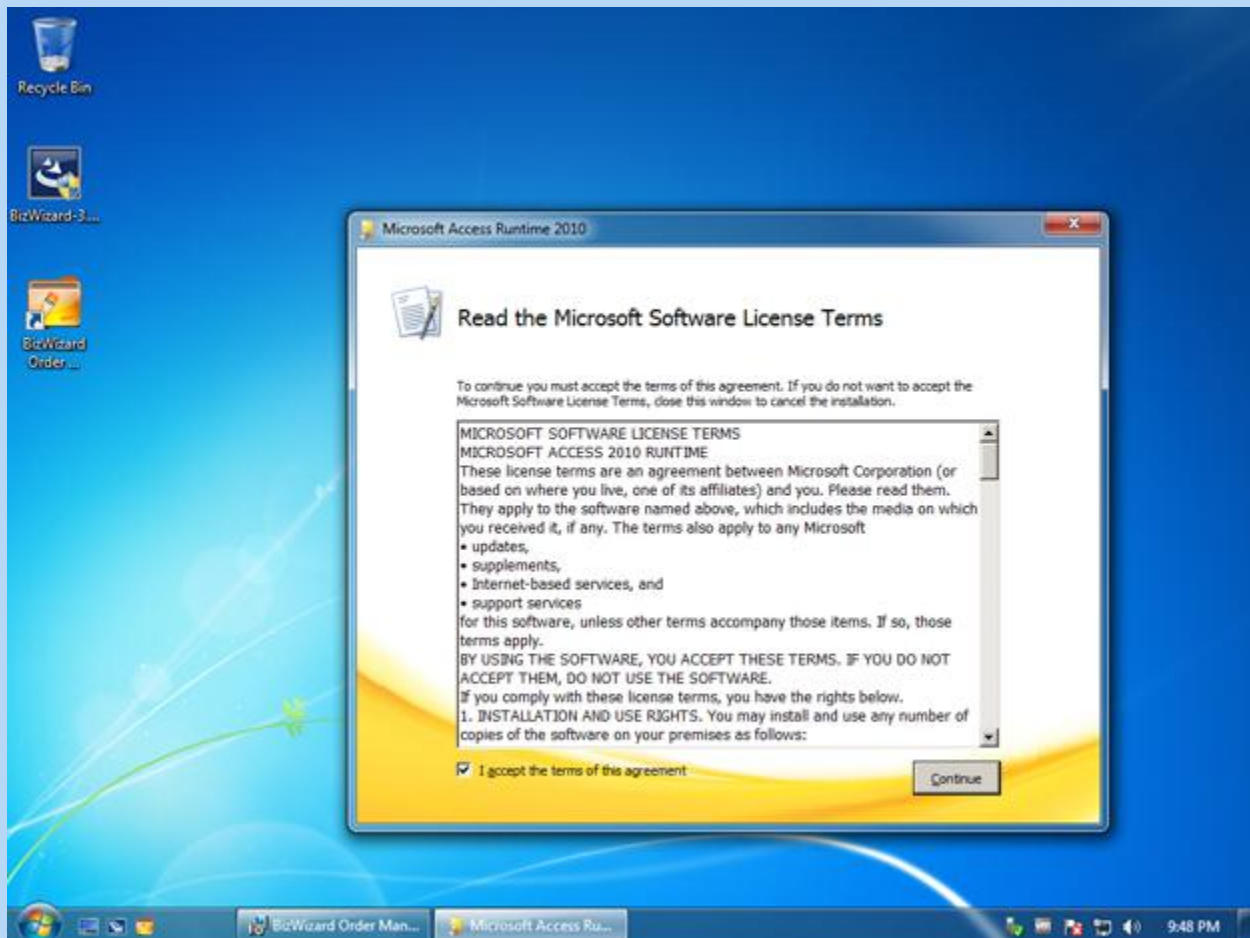 Recycle Bin
BizWizard-3....
BizWizard
Order ...
Microsoft Access Runtime 2010
Read the Microsoft Software License Terms
To continue you must accept the terms of this agreement. If you do not want to accept the
Microsoft Software License Terms, close this window to cancel the installation.
MICROSOFT SOFTWARE LICENSE TERMS
MICROSOFT ACCESS 2010 RUNTIME
These license terms are an agreement between Microsoft Corporation (or
based on where you live, one of its affiliates) and you. Please read them.
They apply to the software named above, which includes the media on which
you received it, if any. The terms also apply to any Microsoft
• updates,
• supplements,
• Internet-based services, and
• support services
for this software, unless other terms accompany those items. If so, those
terms apply.
BY USING THE SOFTWARE, YOU ACCEPT THESE TERMS. IF YOU DO NOT
ACCEPT THEM, DO NOT USE THE SOFTWARE.
If you comply with these license terms, you have the rights below.
1. INSTALLATION AND USE RIGHTS. You may install and use any number of
copies of the software on your premises as follows:
I accept the terms of this agreement
Continue
BizWizard Order Man...
Microsoft Access Ru...
9:48 PM